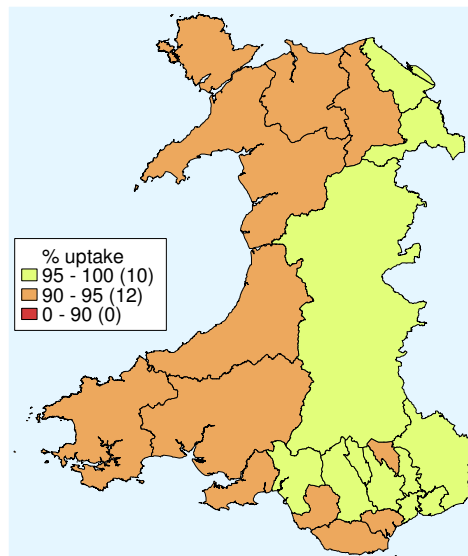 % uptake
95 - 100 (10)
90 - 95 (12)
0 - 90 (0)